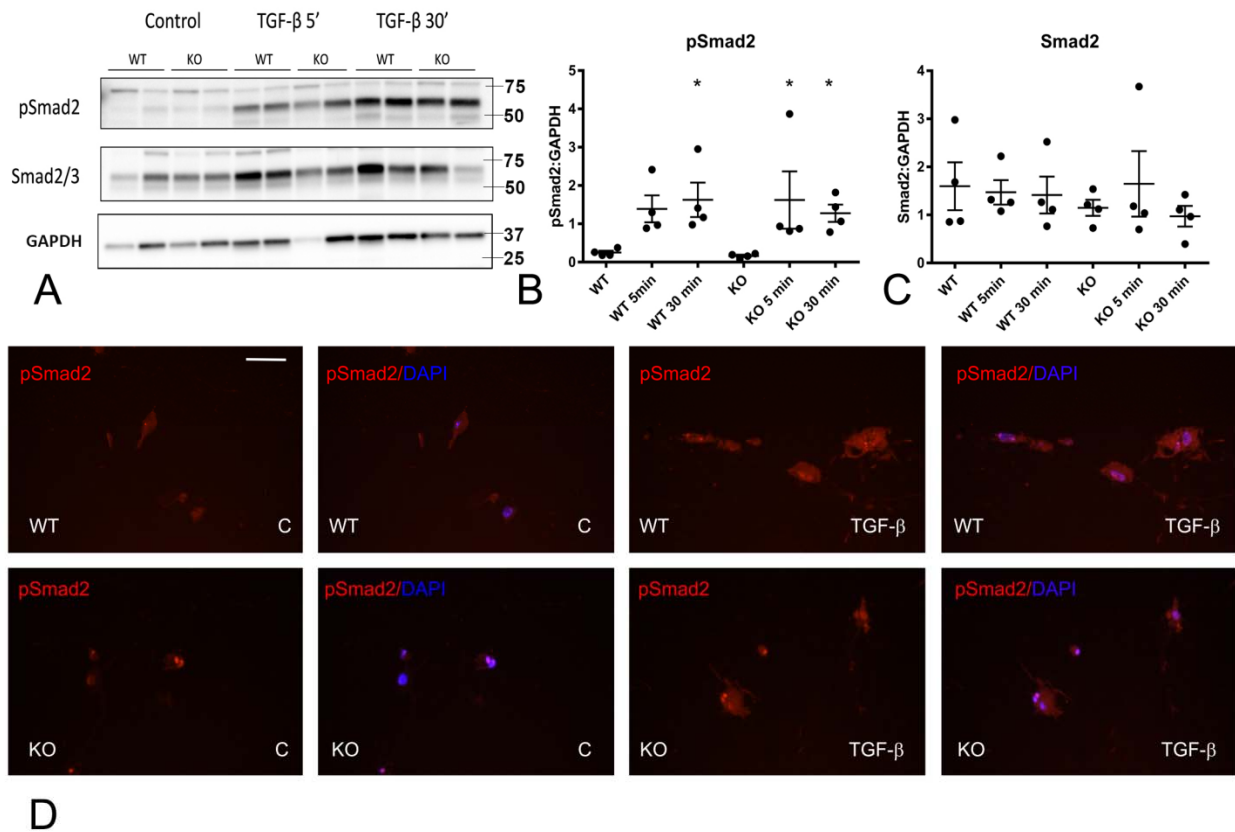 Control TGF-β 5' TGF-β 30'
WT KO WT KO WT KO
pSmad2
75
50
Smad2/3
75
50
GAPDH
37
25
A
pSmad2
pSmad2:GAPDH
5
4
3
2
1
0
* * *
WT
WT 5min
WT 30 min
KO
KO 5 min
KO 30 min
B
Smad2
Smad2:GAPDH
4
3
2
1
0
WT
WT 5min
WT 30 min
KO
KO 5 min
KO 30 min
C
pSmad2
WT C
pSmad2/DAPI
WT C
pSmad2
WT TGF-β
pSmad2/DAPI
WT TGF-β
pSmad2
KO C
pSmad2/DAPI
KO C
pSmad2
KO TGF-β
pSmad2/DAPI
KO TGF-β
D